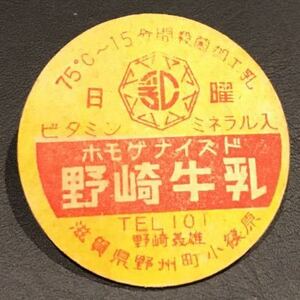 75°C~15分間殺菌加工乳
日 曜
ビタミン ミネラル入
ホモゲナイズド
野崎牛乳
TEL 101
野崎義雄
滋賀県野州町小篠原